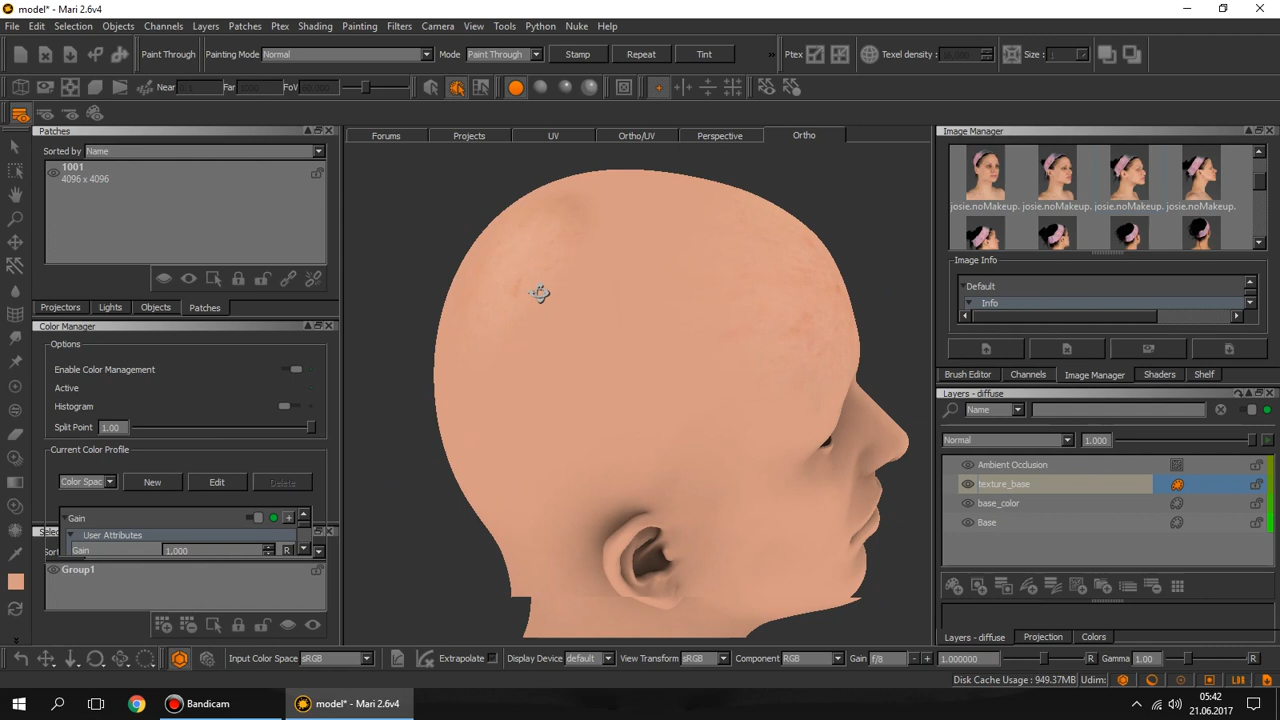 model* - Mari 2.6v4
File Edit Selection Objects Channels Layers Patches Ptex Shading Painting Filters Camera View Tools Python Nuke Help
Paint Through Painting Mode Normal Mode Paint Through Stamp Repeat Tint » Ptex Texel density : Size : 1
Near 0.1 Far FoV
Patches
Sorted by Name
1001
4096 x 4096
Projectors Lights Objects Patches
Color Manager
Options
Enable Color Management
Active
Histogram
Split Point 1.00
Current Color Profile
Color Spac New Edit Delete
Gain
User Attributes
Gain 1,000 R
Group1
Forums Projects UV Ortho/UV Perspective Ortho
Image Manager
josie.noMakeup. josie.noMakeup. josie.noMakeup. josie.noMakeup.
Image Info
Default
Info
Brush Editor Channels Image Manager Shaders Shelf
Layers - diffuse
Name
Normal 1.000
Ambient Occlusion
texture_base
base_color
Base
Layers - diffuse Projection Colors
Input Color Space sRGB Extrapolate Display Device default View Transform sRGB Component RGB Gain f/8 - + 1.000000 R Gamma 1.00 R
Disk Cache Usage : 949.37MB Udim:
Bandicam model* - Mari 2.6v4
05:42
21.06.2017